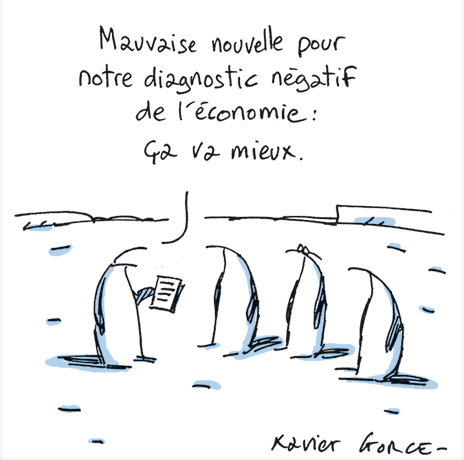 Mauvaise nouvelle pour
notre diagnostic négatif
de l'économie :
ça va mieux.
Xavier GORCE-